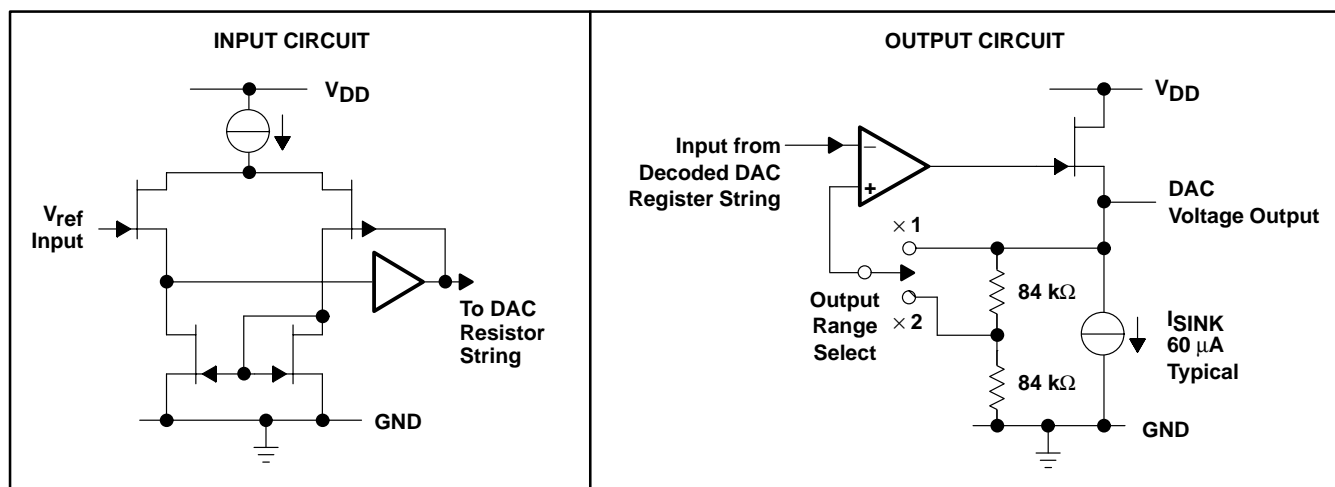 INPUT CIRCUIT
VDD
Vref
Input
To DAC
Resistor
String
GND
OUTPUT CIRCUIT
VDD
Input from
Decoded DAC
Register String
–
+
DAC
Voltage Output
× 1
× 2
Output
Range
Select
84 kΩ
84 kΩ
ISINK
60 μA
Typical
GND